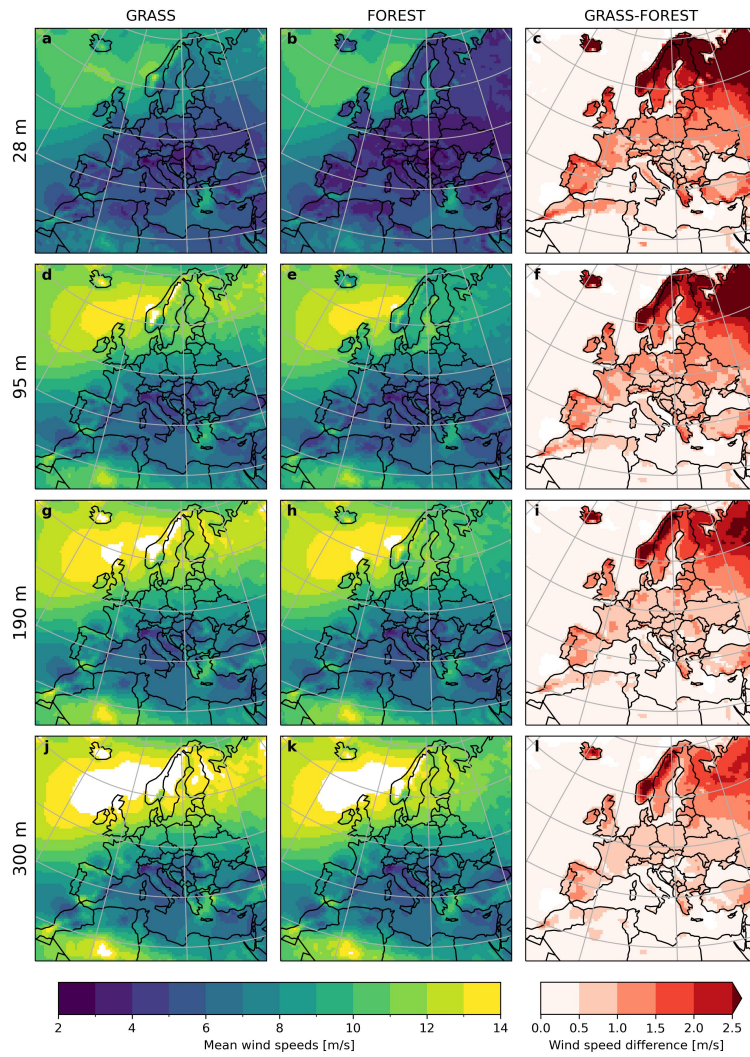 GRASS FOREST GRASS-FOREST
28 m a b c
95 m d e f
190 m g h i
300 m j k l
2 4 6 8 10 12 14 0.0 0.5 1.0 1.5 2.0 2.5
Mean wind speeds [m/s] Wind speed difference [m/s]